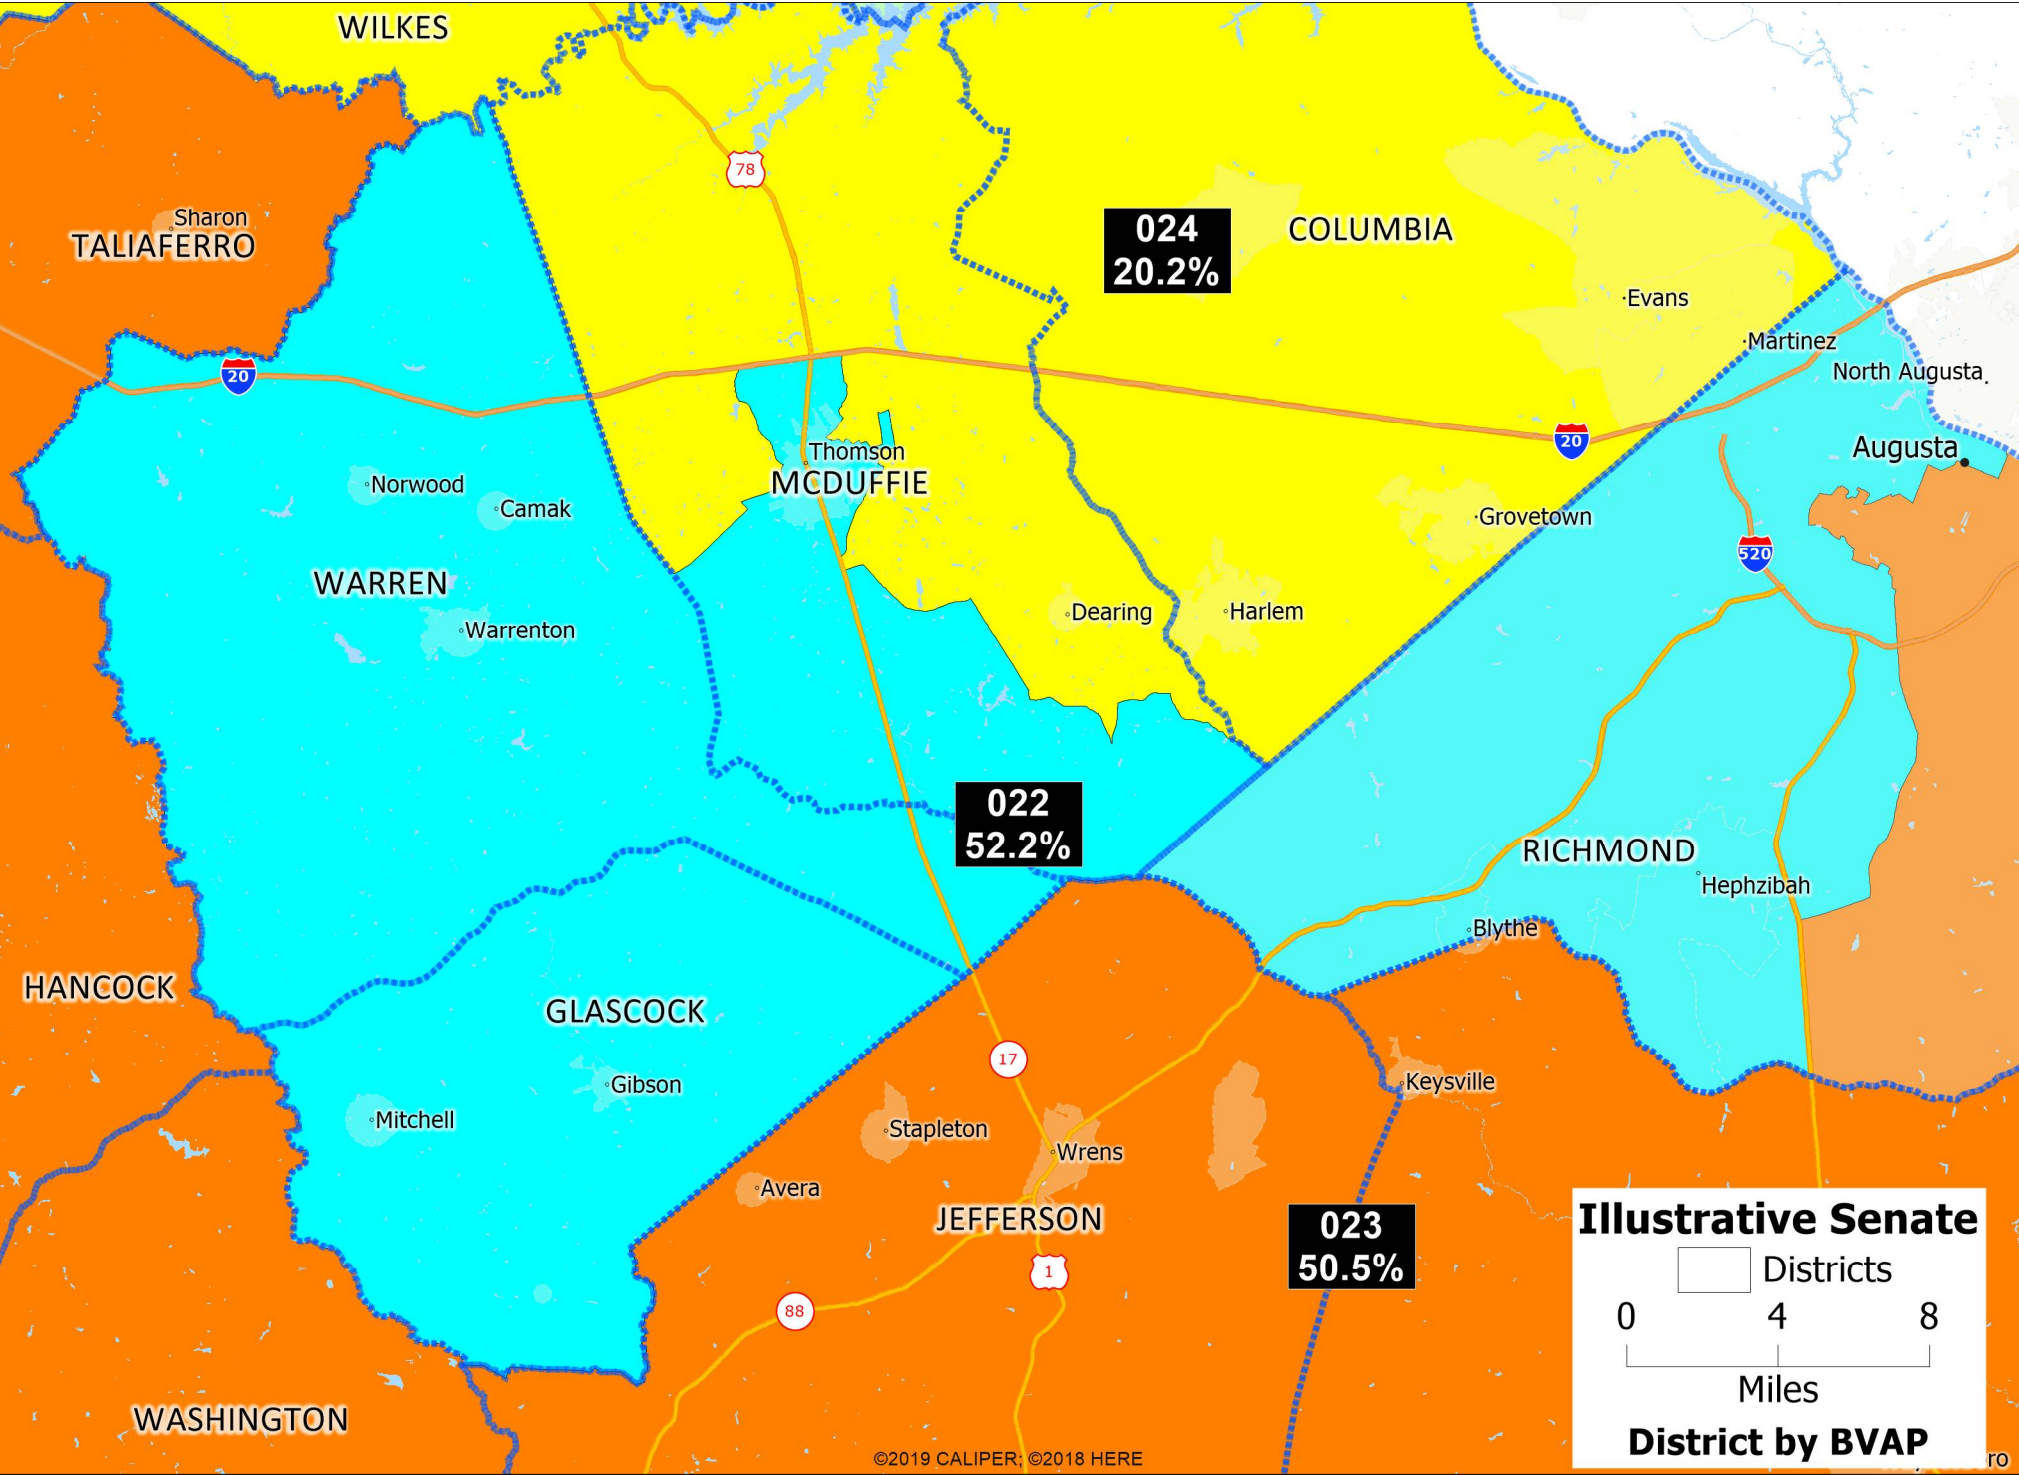 WILKES
78
Sharon
TALIAFERRO
024
20.2%
COLUMBIA
Evans
Martinez
North Augusta
20
20
Augusta
Thomson
MCDUFFIE
Norwood
Camak
Grovetown
520
WARREN
Warrenton
Dearing
Harlem
022
52.2%
RICHMOND
Hephzibah
Blythe
HANCOCK
GLASCOCK
17
Gibson
Keysville
Mitchell
Stapleton
Wrens
Avera
JEFFERSON
023
50.5%
1
88
WASHINGTON
Illustrative Senate
Districts
0 4 8
Miles
District by BVAP
©2019 CALIPER; ©2018 HERE